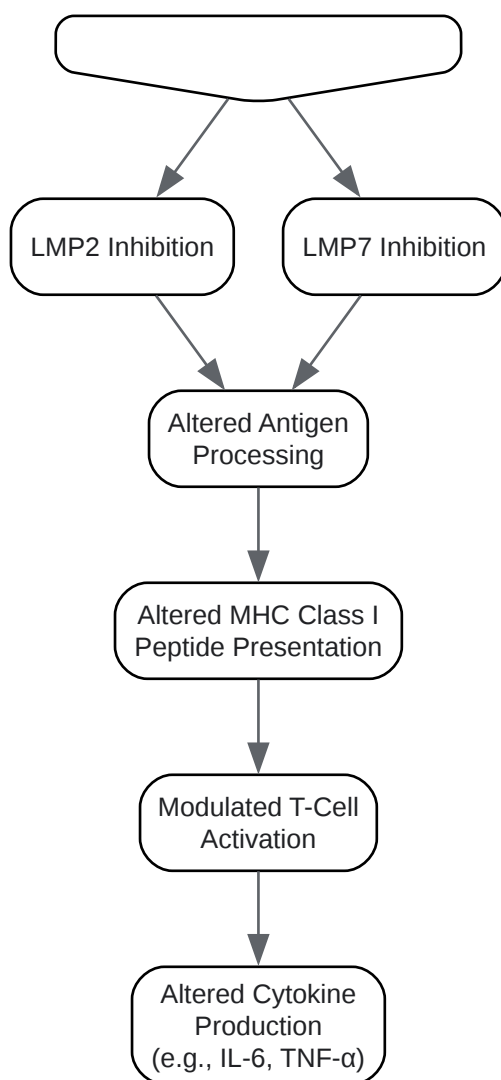 LMP2 Inhibition
LMP7 Inhibition
Altered Antigen
Processing
Altered MHC Class I
Peptide Presentation
Modulated T-Cell
Activation
Altered Cytokine
Production
(e.g., IL-6, TNF-α)